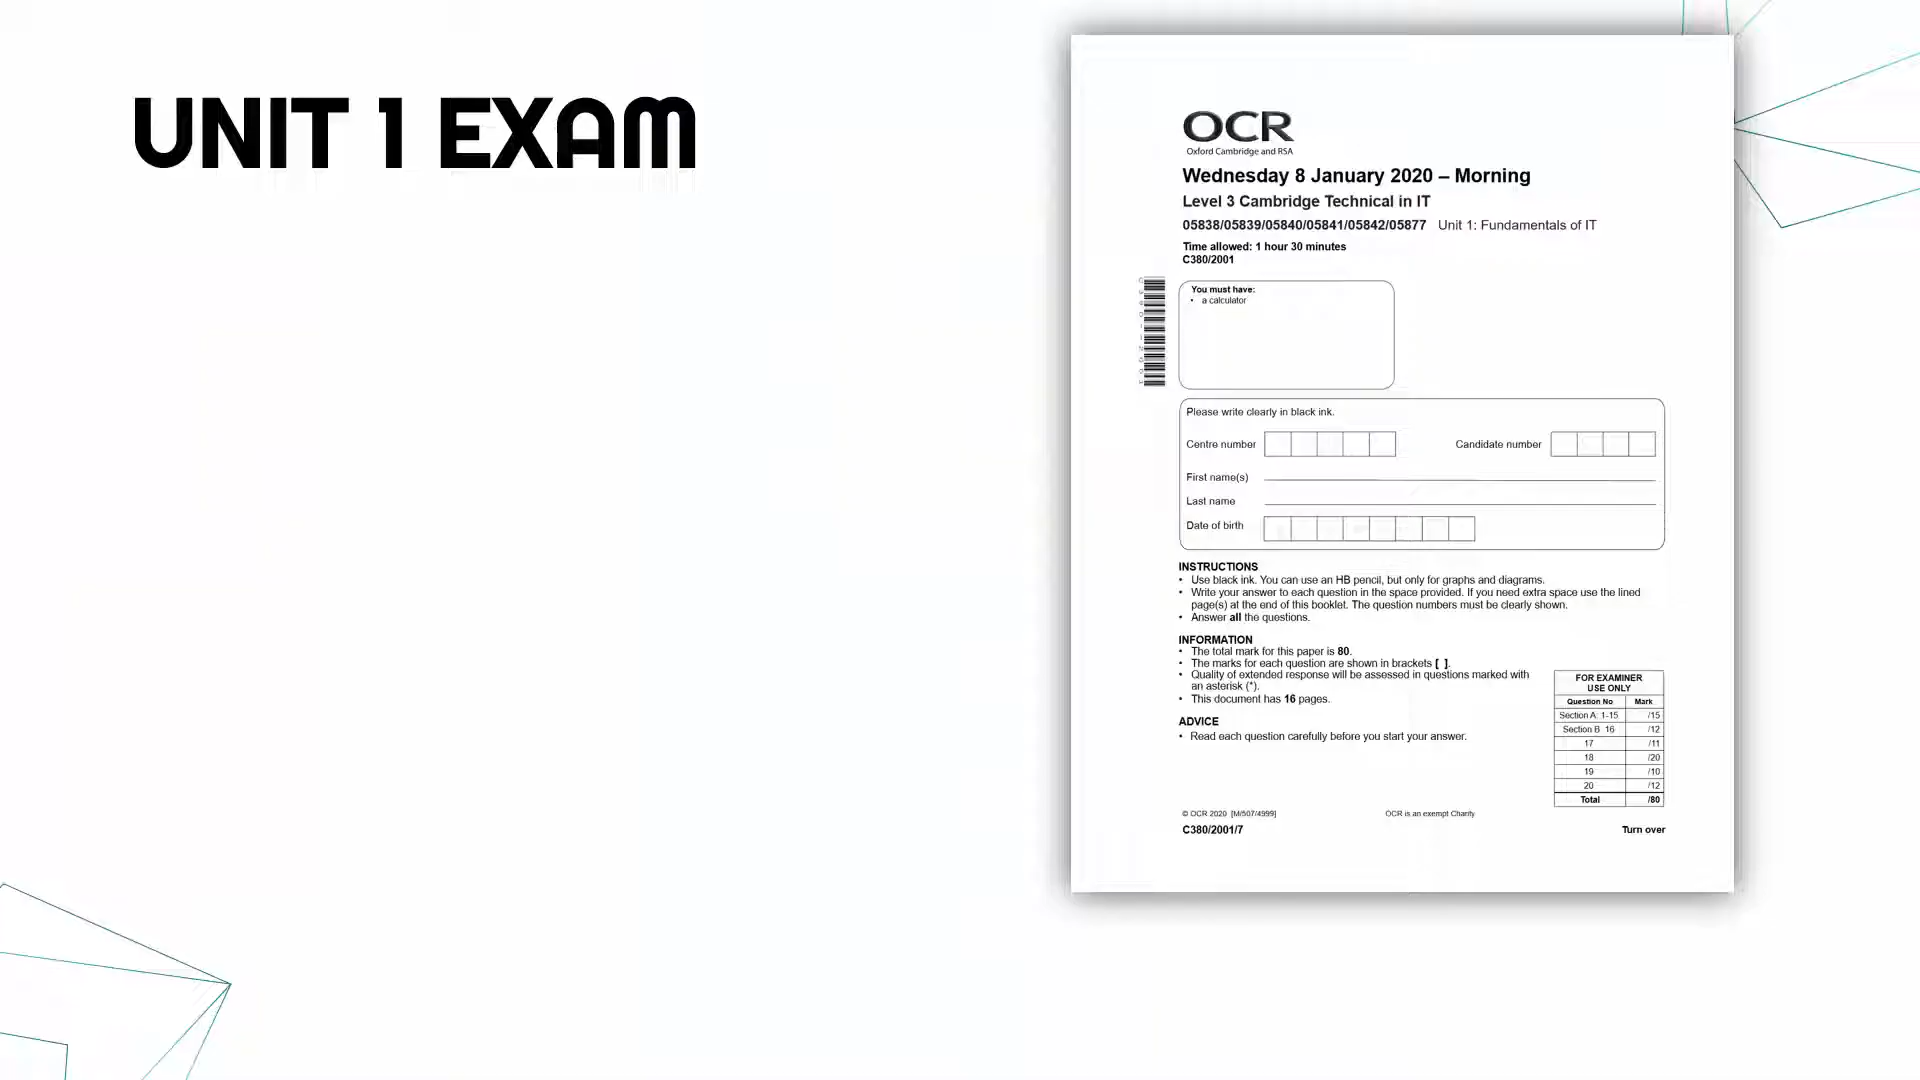 UNIT 1 EXAM
OCR
Oxford Cambridge and RSA
Wednesday 8 January 2020 – Morning
Level 3 Cambridge Technical in IT
05838/05839/05840/05841/05842/05877 Unit 1: Fundamentals of IT
Time allowed: 1 hour 30 minutes
C380/2001
You must have:
• a calculator
Please write clearly in black ink.
Centre number
Candidate number
First name(s)
Last name
Date of birth
INSTRUCTIONS
• Use black ink. You can use an HB pencil, but only for graphs and diagrams.
• Write your answer to each question in the space provided. If you need extra space use the lined
page(s) at the end of this booklet. The question numbers must be clearly shown.
• Answer all the questions.
INFORMATION
• The total mark for this paper is 80.
• The marks for each question are shown in brackets [ ].
• Quality of extended response will be assessed in questions marked with
an asterisk (*).
• This document has 16 pages.
ADVICE
• Read each question carefully before you start your answer.
FOR EXAMINER
USE ONLY
Question No Mark
Section A: 1-15 /15
Section B 16 /12
17 /11
18 /20
19 /10
20 /12
Total /80
© OCR 2020 [M/507/4999]
OCR is an exempt Charity
C380/2001/7
Turn over